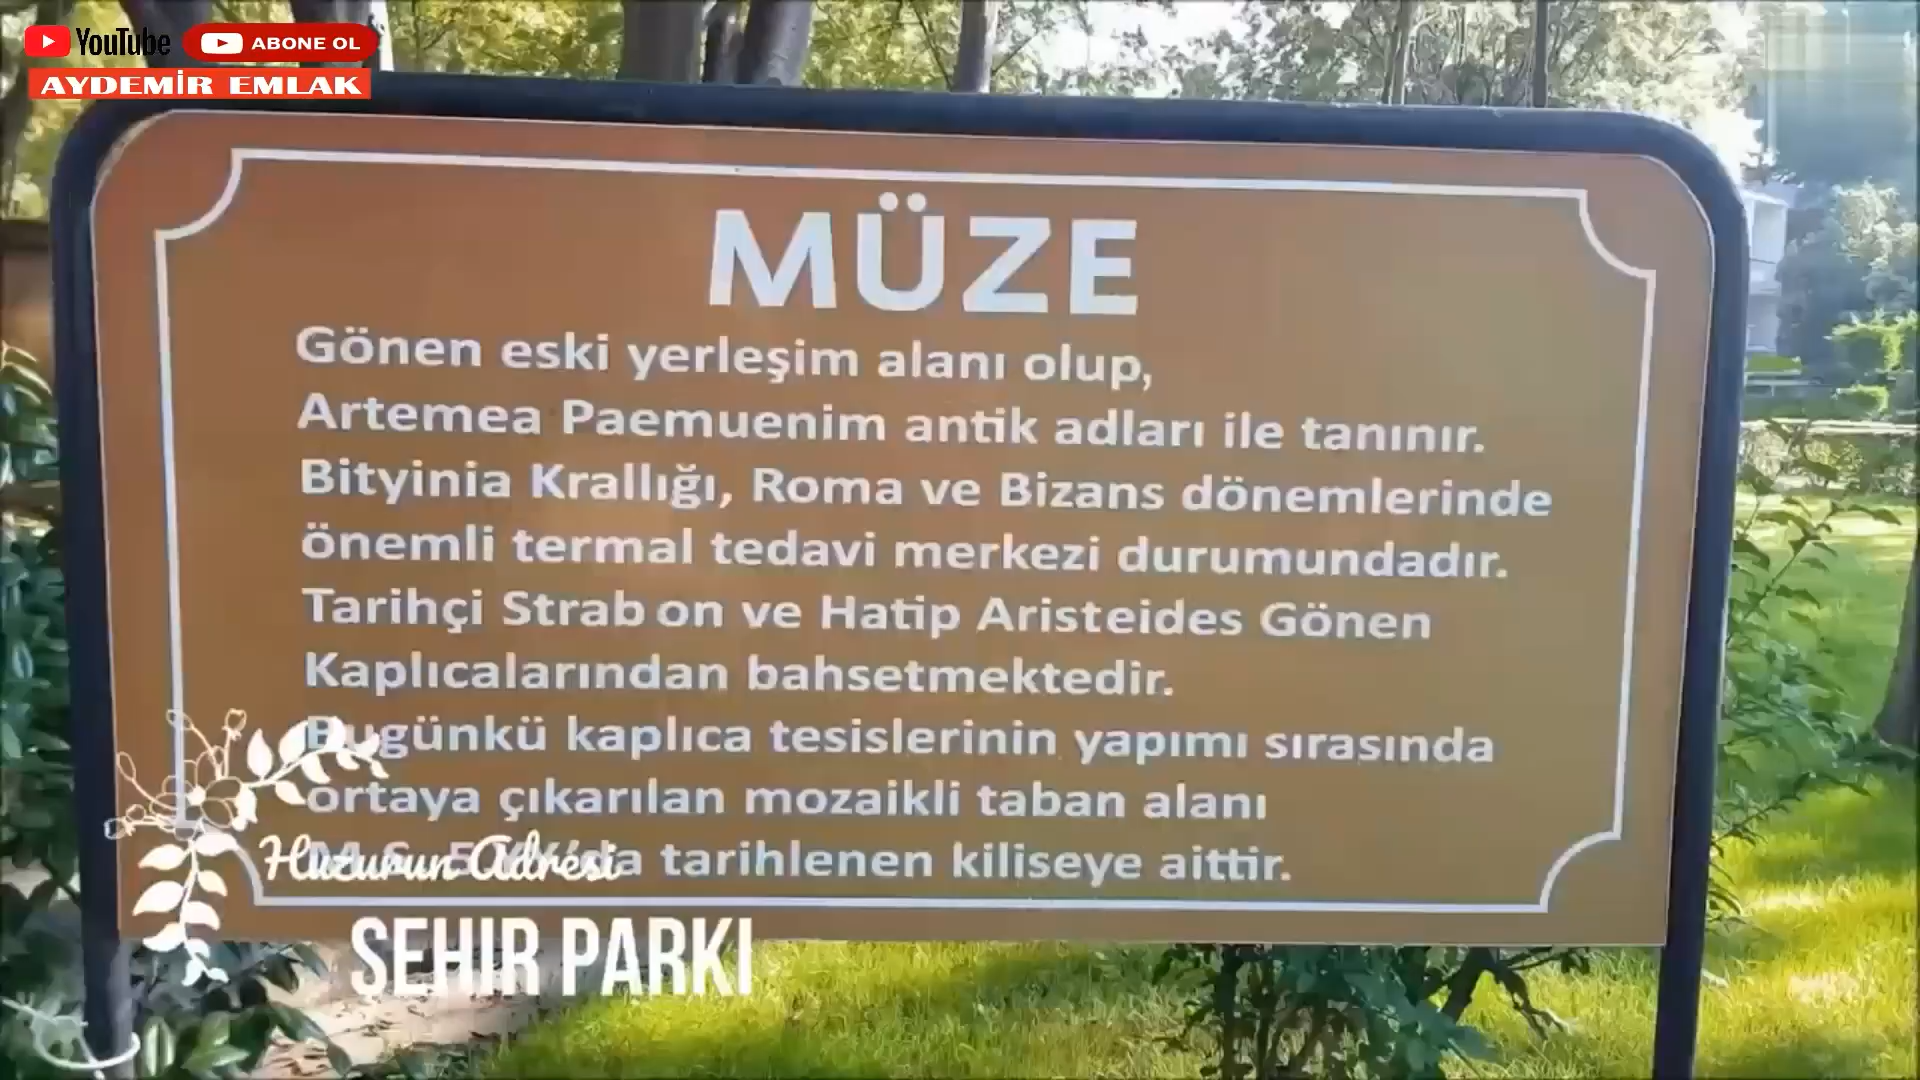 YouTube ABONE OL
AYDEMİR EMLAK
MÜZE
Gönen eski yerleşim alanı olup,
Artemea Paemuenim antik adları ile tanınır.
Bityinia Krallığı, Roma ve Bizans dönemlerinde
önemli termal tedavi merkezi durumundadır.
Tarihçi Strabon ve Hatip Aristeides Gönen
Kaplıcalarından bahsetmektedir.
Bugünkü kaplıca tesislerinin yapımı sırasında
ortaya çıkarılan mozaikli taban alanı
tarihlenen kiliseye aittir.
Huzurun Adresi
ŞEHIR PARKI